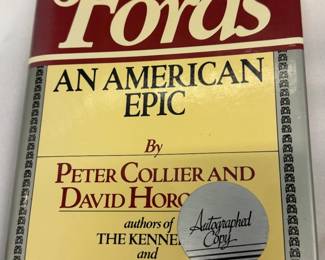 Fords
AN AMERICAN
EPIC
By
PETER COLLIER AND
DAVID HORO
authors of
THE KENNE
and
Autographed
Copy